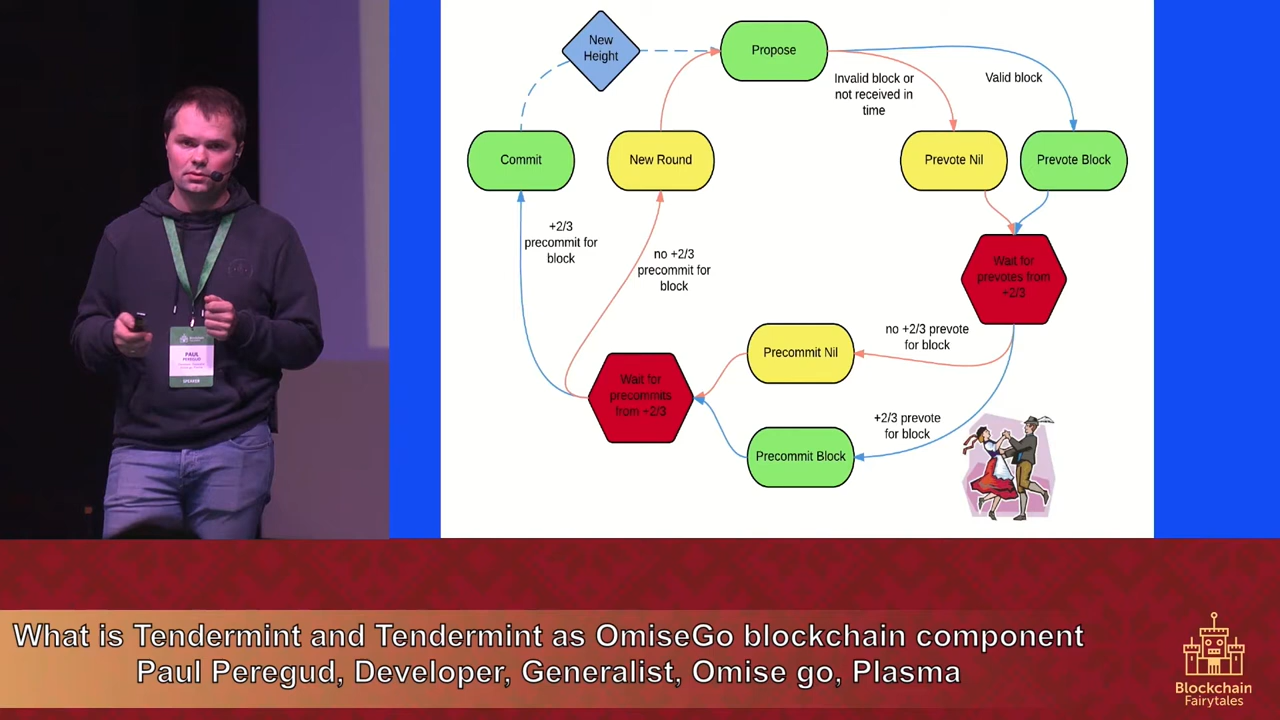 New
Height
Propose
Invalid block or
not received in
time
Valid block
Commit
New Round
Prevote Nil
Prevote Block
+2/3
precommit for
block
no +2/3
precommit for
block
Wait for
prevotes from
+2/3
no +2/3 prevote
for block
Precommit Nil
Wait for
precommits
from +2/3
+2/3 prevote
for block
Precommit Block
PAUL
PEREGUD
SPEAKER
What is Tendermint and Tendermint as OmiseGo blockchain component
Paul Peregud, Developer, Generalist, Omise go, Plasma
Blockchain
Fairytales